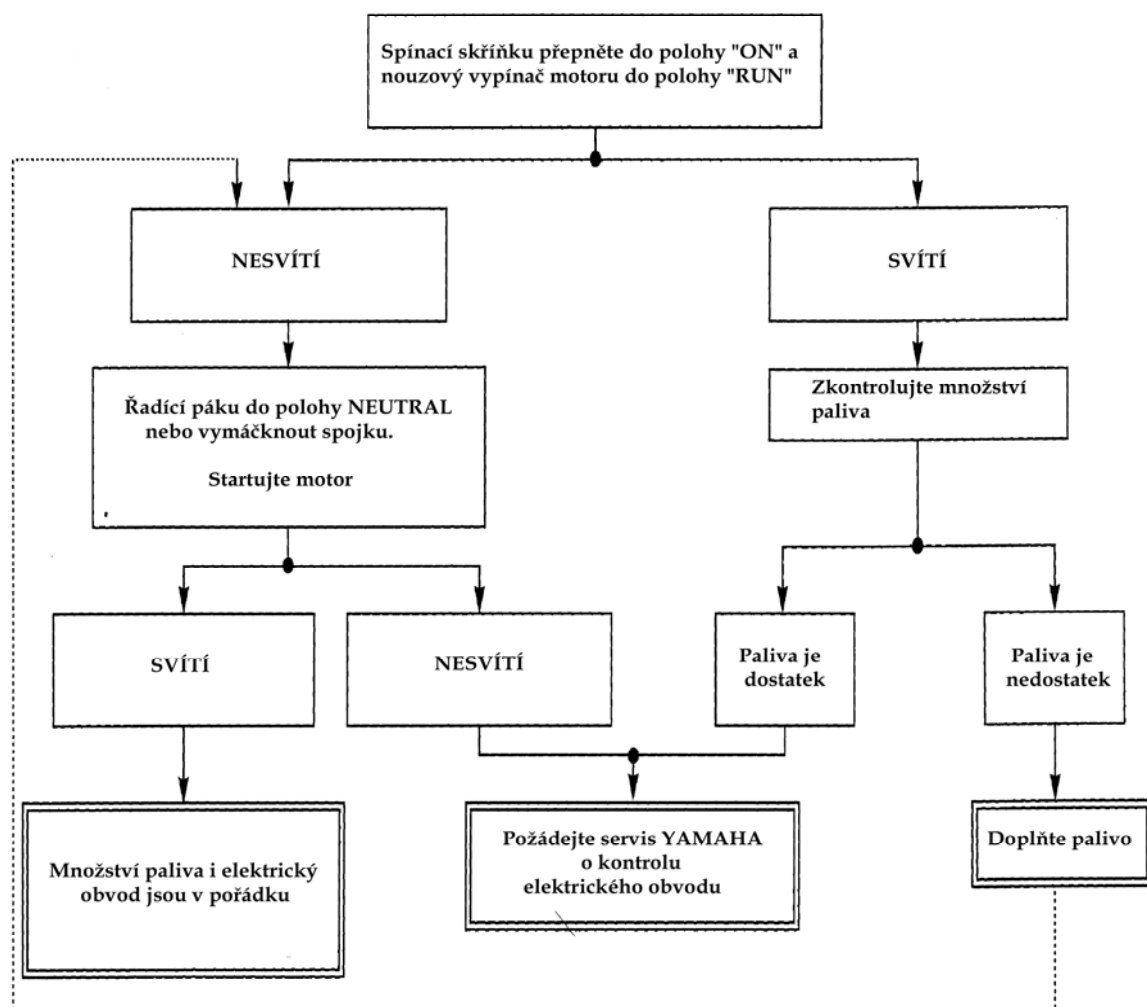 Spínací skříňku přepněte do polohy "ON" a
nouzový vypínač motoru do polohy "RUN"
NESVÍTÍ
SVÍTÍ
Řadící páku do polohy NEUTRAL
nebo vymáčknout spojku.
Startujte motor
Zkontrolujte množství
paliva
SVÍTÍ
NESVÍTÍ
Paliva je
dostatek
Paliva je
nedostatek
Množství paliva i elektrický
obvod jsou v pořádku
Požádejte servis YAMAHA
o kontrolu
elektrického obvodu
Doplňte palivo